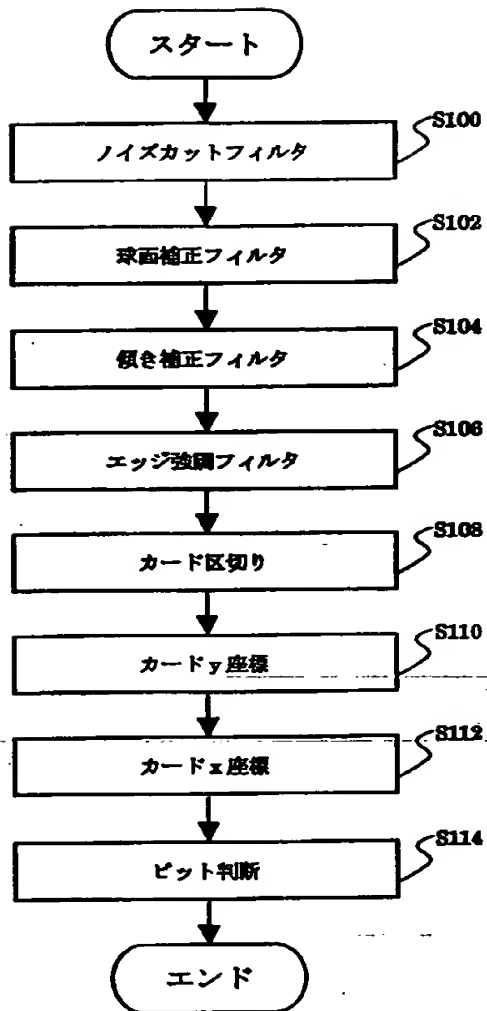 スタート
S100
ノイズカットフィルタ
S102
球面補正フィルタ
S104
傾き補正フィルタ
S106
エッジ強調フィルタ
S108
カード区切り
S110
カードy座標
S112
カードx座標
S114
ビット判断
エンド